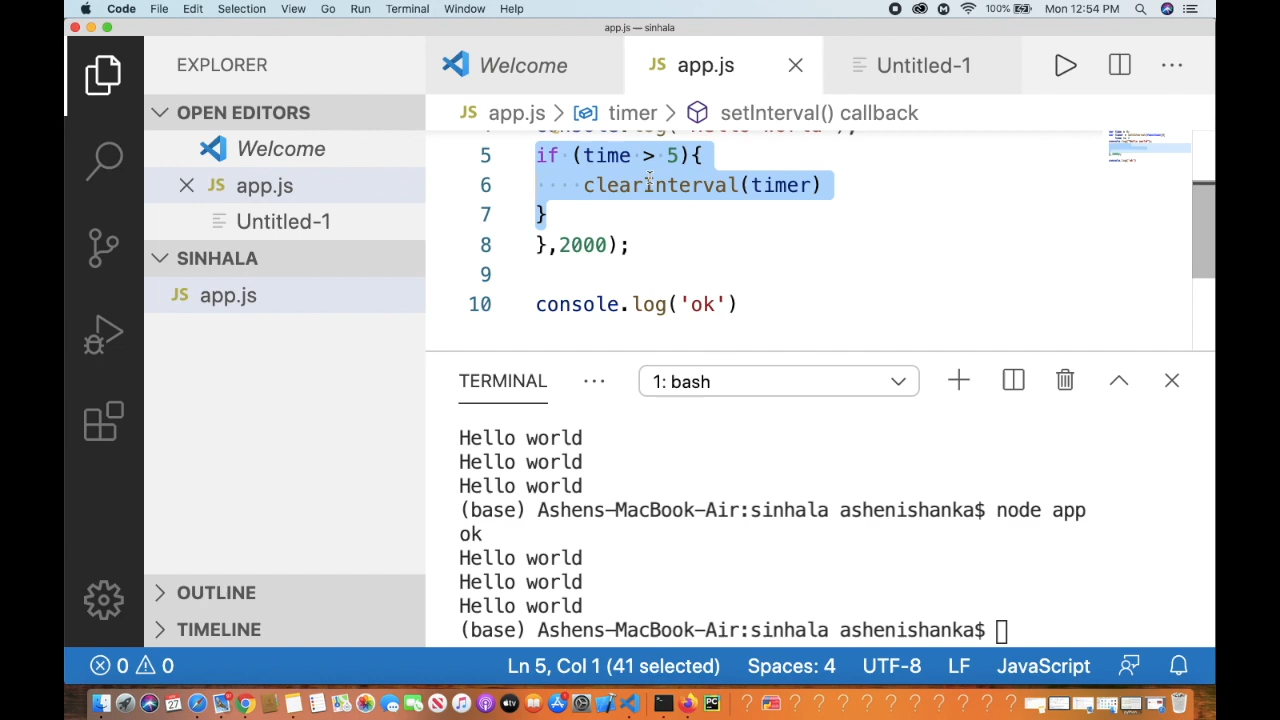 Code File Edit Selection View Go Run Terminal Window Help 100% Mon 12:54 PM
app.js — sinhala
EXPLORER
Welcome
JS app.js
Untitled-1
OPEN EDITORS
JS app.js > timer > setInterval() callback
Welcome
JS app.js
Untitled-1
SINHALA
JS app.js
5 if (time > 5){
6 clearInterval(timer)
7 }
8 },2000);
9
10 console.log('ok')
TERMINAL
1: bash
Hello world
Hello world
Hello world
(base) Ashens-MacBook-Air:sinhala ashenishanka$ node app
ok
Hello world
Hello world
Hello world
(base) Ashens-MacBook-Air:sinhala ashenishanka$
OUTLINE
TIMELINE
0 0 Ln 5, Col 1 (41 selected) Spaces: 4 UTF-8 LF JavaScript